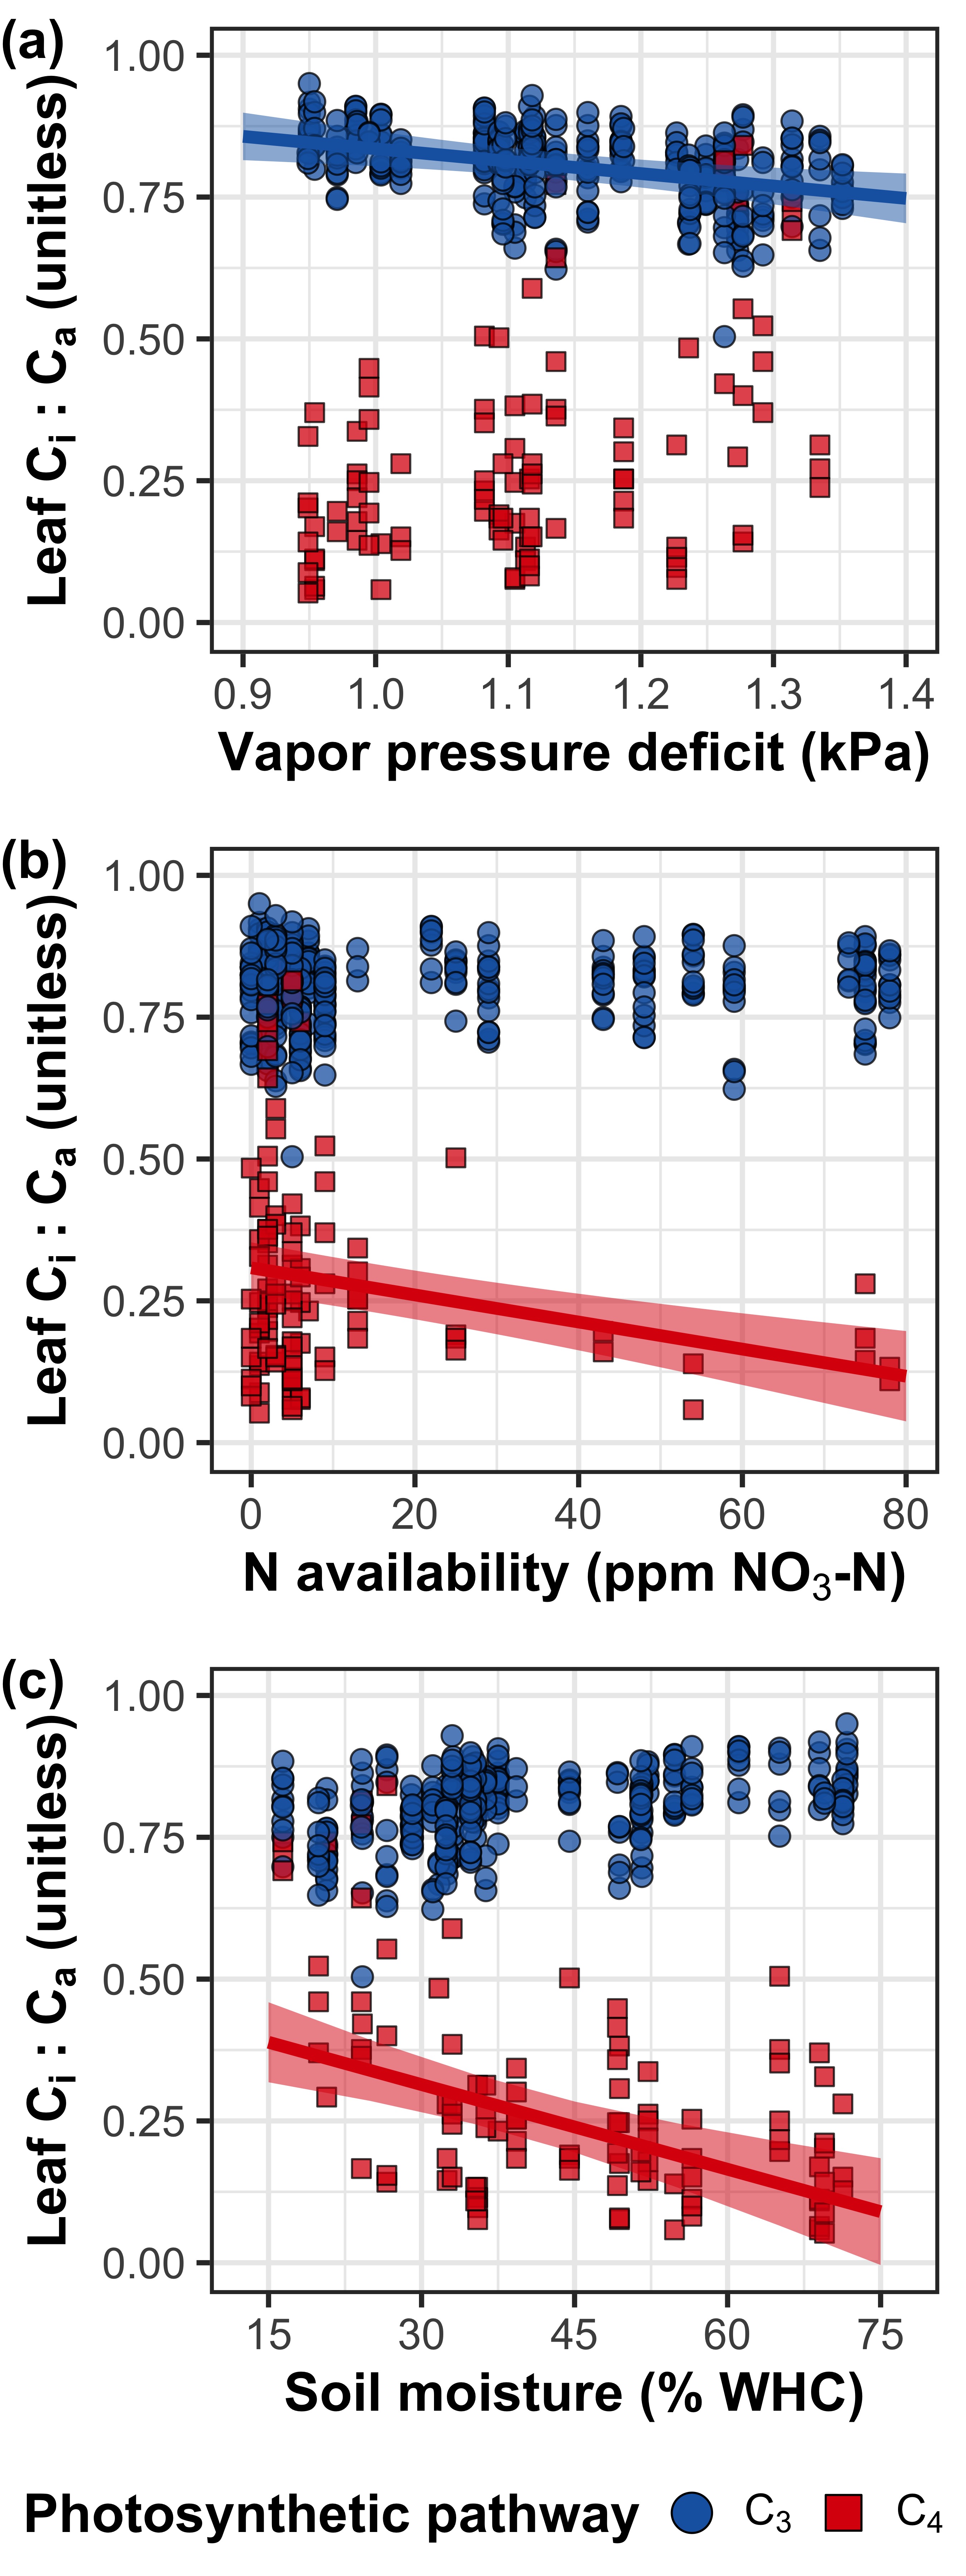 (a)
Leaf Ci : Ca (unitless)
1.00
0.75
0.50
0.25
0.00
0.9 1.0 1.1 1.2 1.3 1.4
Vapor pressure deficit (kPa)
(b)
Leaf Ci : Ca (unitless)
1.00
0.75
0.50
0.25
0.00
0 20 40 60 80
N availability (ppm NO₃-N)
(c)
Leaf Ci : Ca (unitless)
1.00
0.75
0.50
0.25
0.00
15 30 45 60 75
Soil moisture (% WHC)
Photosynthetic pathway C₃ C₄